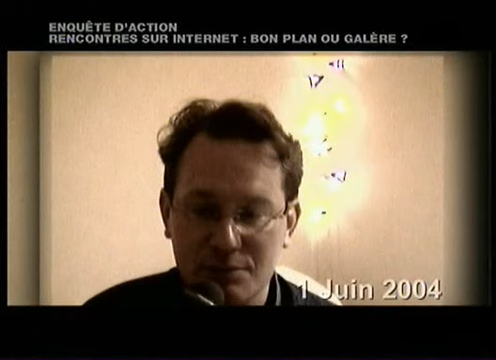 ENQUÊTE D'ACTION
RENCONTRES SUR INTERNET : BON PLAN OU GALÈRE ?
1 Juin 2004